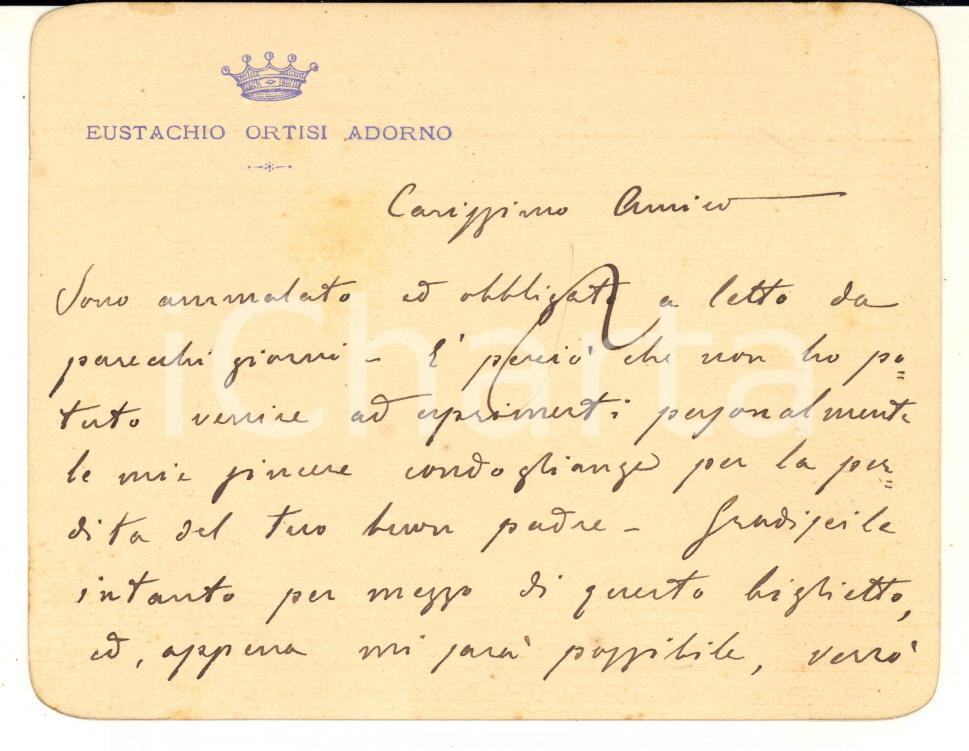 EUSTACHIO ORTISI ADORNO
Carissimo Amico
Sono ammalato ed obbligato a letto da
parecchi giorni - E' perciò che non ho po=
tuto venire ad esprimerti personalmente
le mie sincere condoglianze per la per=
dita del tuo buon padre - Gradiscile
intanto per mezzo di questo biglietto,
ed, appena mi sarà possibile, verrò
iCharta